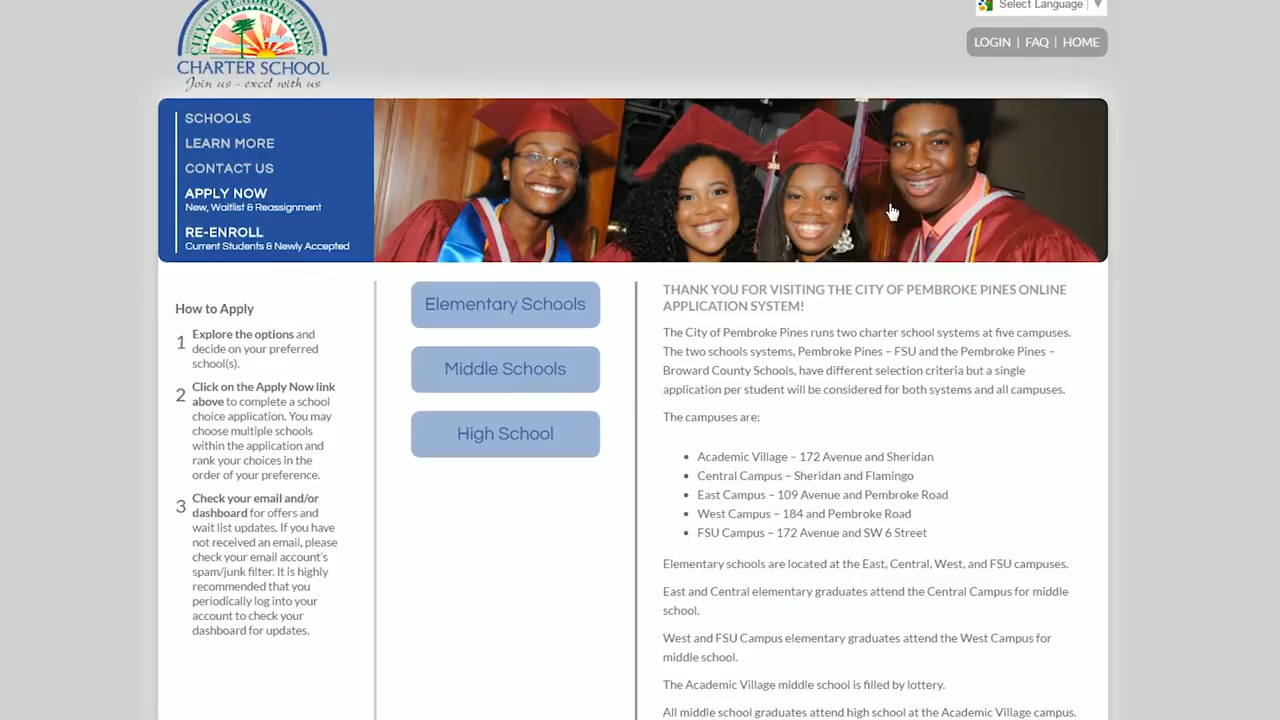 CITY OF PEMBROKE PINES
CHARTER SCHOOL
Join us - excel with us
Select Language
LOGIN | FAQ | HOME
SCHOOLS
LEARN MORE
CONTACT US
APPLY NOW
New, Waitlist & Reassignment
RE-ENROLL
Current Students & Newly Accepted
How to Apply
1 Explore the options and
decide on your preferred
school(s).
2 Click on the Apply Now link
above to complete a school
choice application. You may
choose multiple schools
within the application and
rank your choices in the
order of your preference.
3 Check your email and/or
dashboard for offers and
wait list updates. If you have
not received an email, please
check your email account's
spam/junk filter. It is highly
recommended that you
periodically log into your
account to check your
dashboard for updates.
Elementary Schools
Middle Schools
High School
THANK YOU FOR VISITING THE CITY OF PEMBROKE PINES ONLINE
APPLICATION SYSTEM!
The City of Pembroke Pines runs two charter school systems at five campuses.
The two schools systems, Pembroke Pines – FSU and the Pembroke Pines –
Broward County Schools, have different selection criteria but a single
application per student will be considered for both systems and all campuses.
The campuses are:
• Academic Village – 172 Avenue and Sheridan
• Central Campus – Sheridan and Flamingo
• East Campus – 109 Avenue and Pembroke Road
• West Campus – 184 and Pembroke Road
• FSU Campus – 172 Avenue and SW 6 Street
Elementary schools are located at the East, Central, West, and FSU campuses.
East and Central elementary graduates attend the Central Campus for middle
school.
West and FSU Campus elementary graduates attend the West Campus for
middle school.
The Academic Village middle school is filled by lottery.
All middle school graduates attend high school at the Academic Village campus.